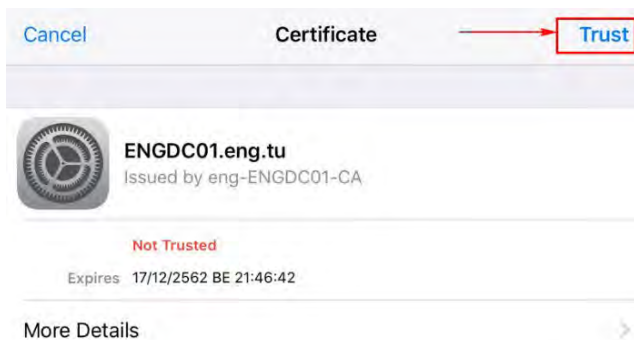 Cancel Certificate Trust
ENGDC01.eng.tu
Issued by eng-ENGDC01-CA
Not Trusted
Expires 17/12/2562 BE 21:46:42
More Details